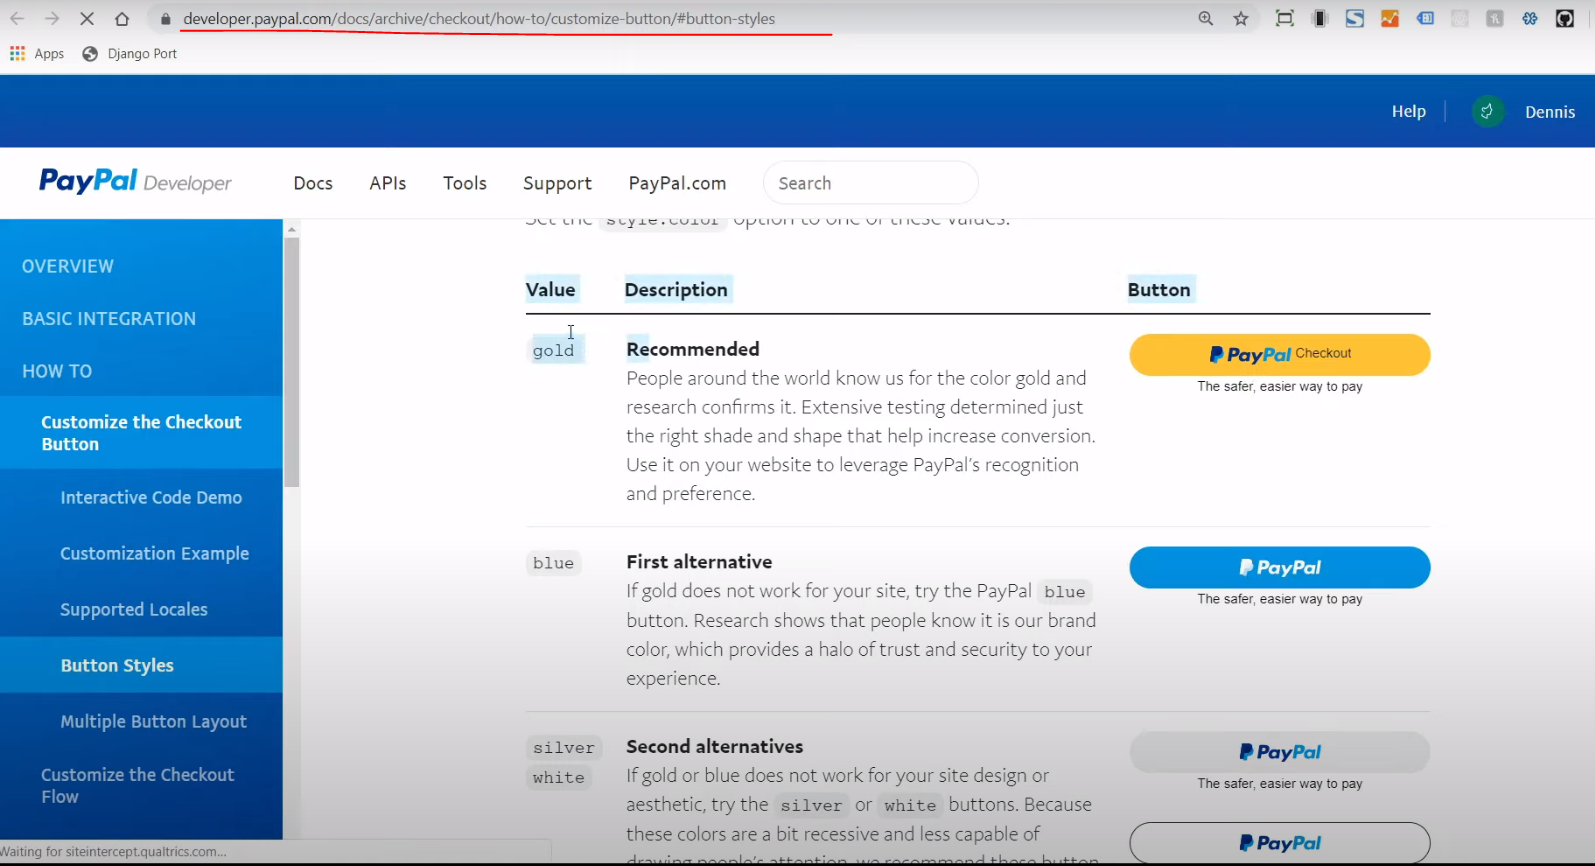 developer.paypal.com/docs/archive/checkout/how-to/customize-button/#button-styles
Apps
Django Port
Help
Dennis
PayPal Developer
Docs
APIs
Tools
Support
PayPal.com
Search
OVERVIEW
BASIC INTEGRATION
HOW TO
Customize the Checkout
Button
Interactive Code Demo
Customization Example
Supported Locales
Button Styles
Multiple Button Layout
Customize the Checkout
Flow
Set the style.color option to one of these values.
Value Description Button
gold
Recommended
People around the world know us for the color gold and
research confirms it. Extensive testing determined just
the right shade and shape that help increase conversion.
Use it on your website to leverage PayPal's recognition
and preference.
PayPal Checkout
The safer, easier way to pay
blue
First alternative
If gold does not work for your site, try the PayPal blue
button. Research shows that people know it is our brand
color, which provides a halo of trust and security to your
experience.
PayPal
The safer, easier way to pay
silver
white
Second alternatives
If gold or blue does not work for your site design or
aesthetic, try the silver or white buttons. Because
these colors are a bit recessive and less capable of
drawing people's attention, we recommend these button
PayPal
The safer, easier way to pay
PayPal
Waiting for siteintercept.qualtrics.com...